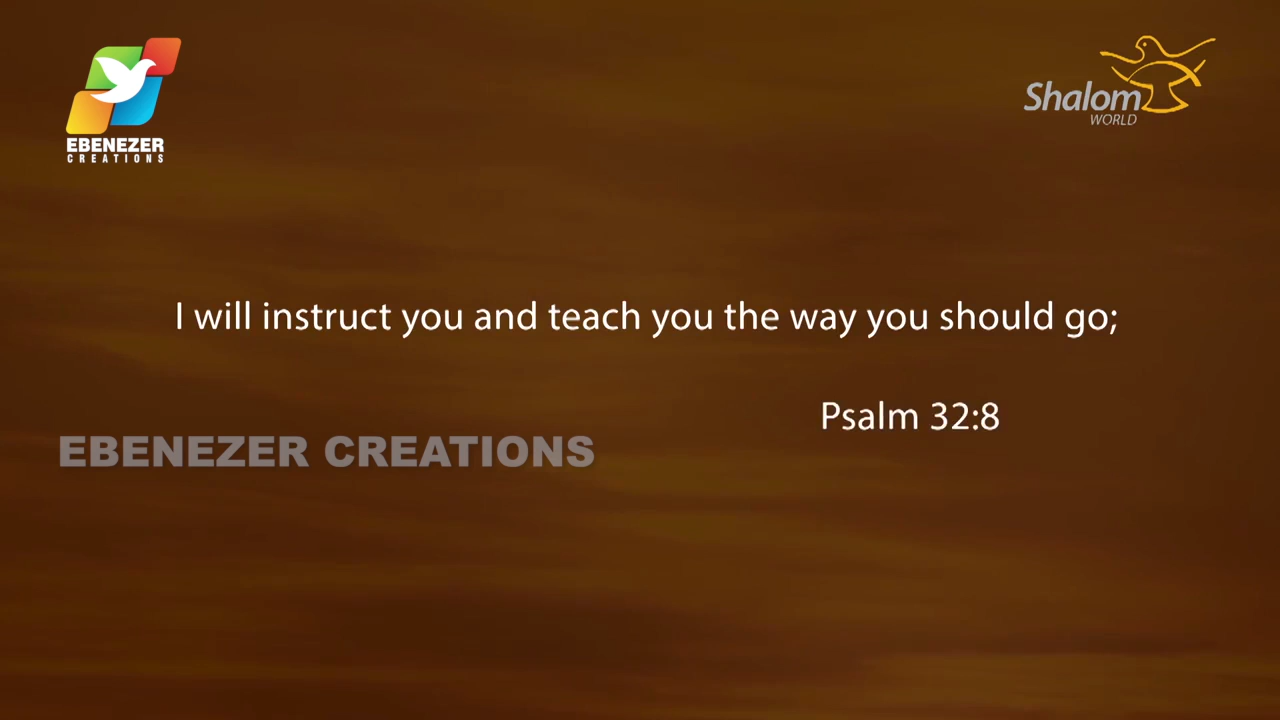 EBENEZER
CREATIONS
Shalom
WORLD
I will instruct you and teach you the way you should go;
Psalm 32:8
EBENEZER CREATIONS